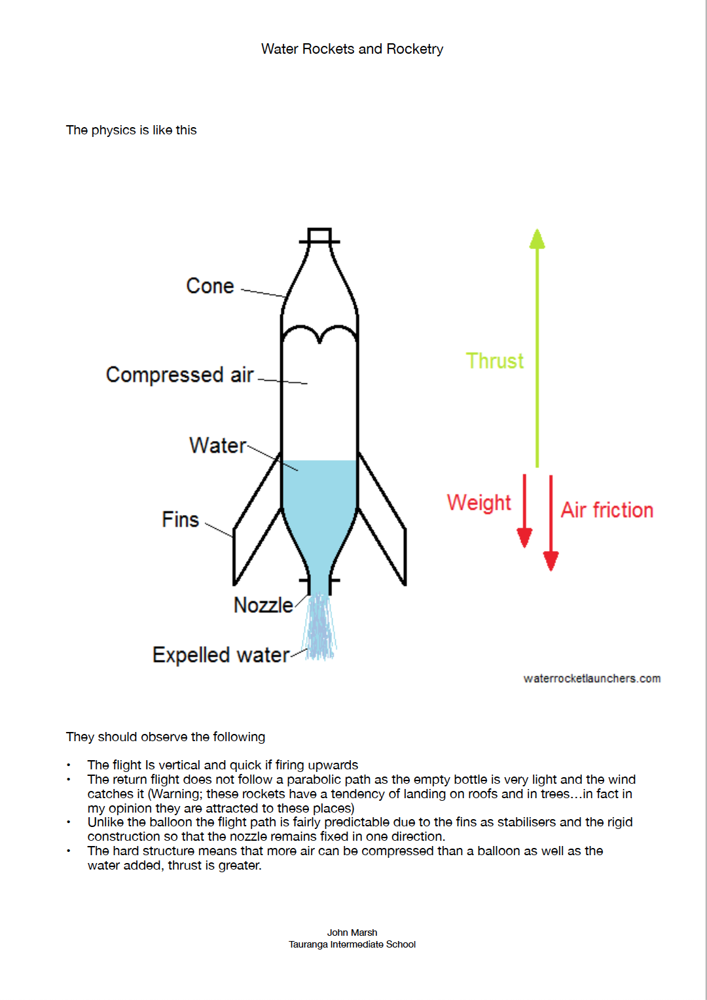 Water Rockets and Rocketry
The physics is like this
Cone
Compressed air
Thrust
Water
Weight
Air friction
Fins
Nozzle
Expelled water
waterrocketlaunchers.com
They should observe the following
• The flight Is vertical and quick if firing upwards
• The return flight does not follow a parabolic path as the empty bottle is very light and the wind
catches it (Warning; these rockets have a tendency of landing on roofs and in trees…in fact in
my opinion they are attracted to these places)
• Unlike the balloon the flight path is fairly predictable due to the fins as stabilisers and the rigid
construction so that the nozzle remains fixed in one direction.
• The hard structure means that more air can be compressed than a balloon as well as the
water added, thrust is greater.
John Marsh
Tauranga Intermediate School